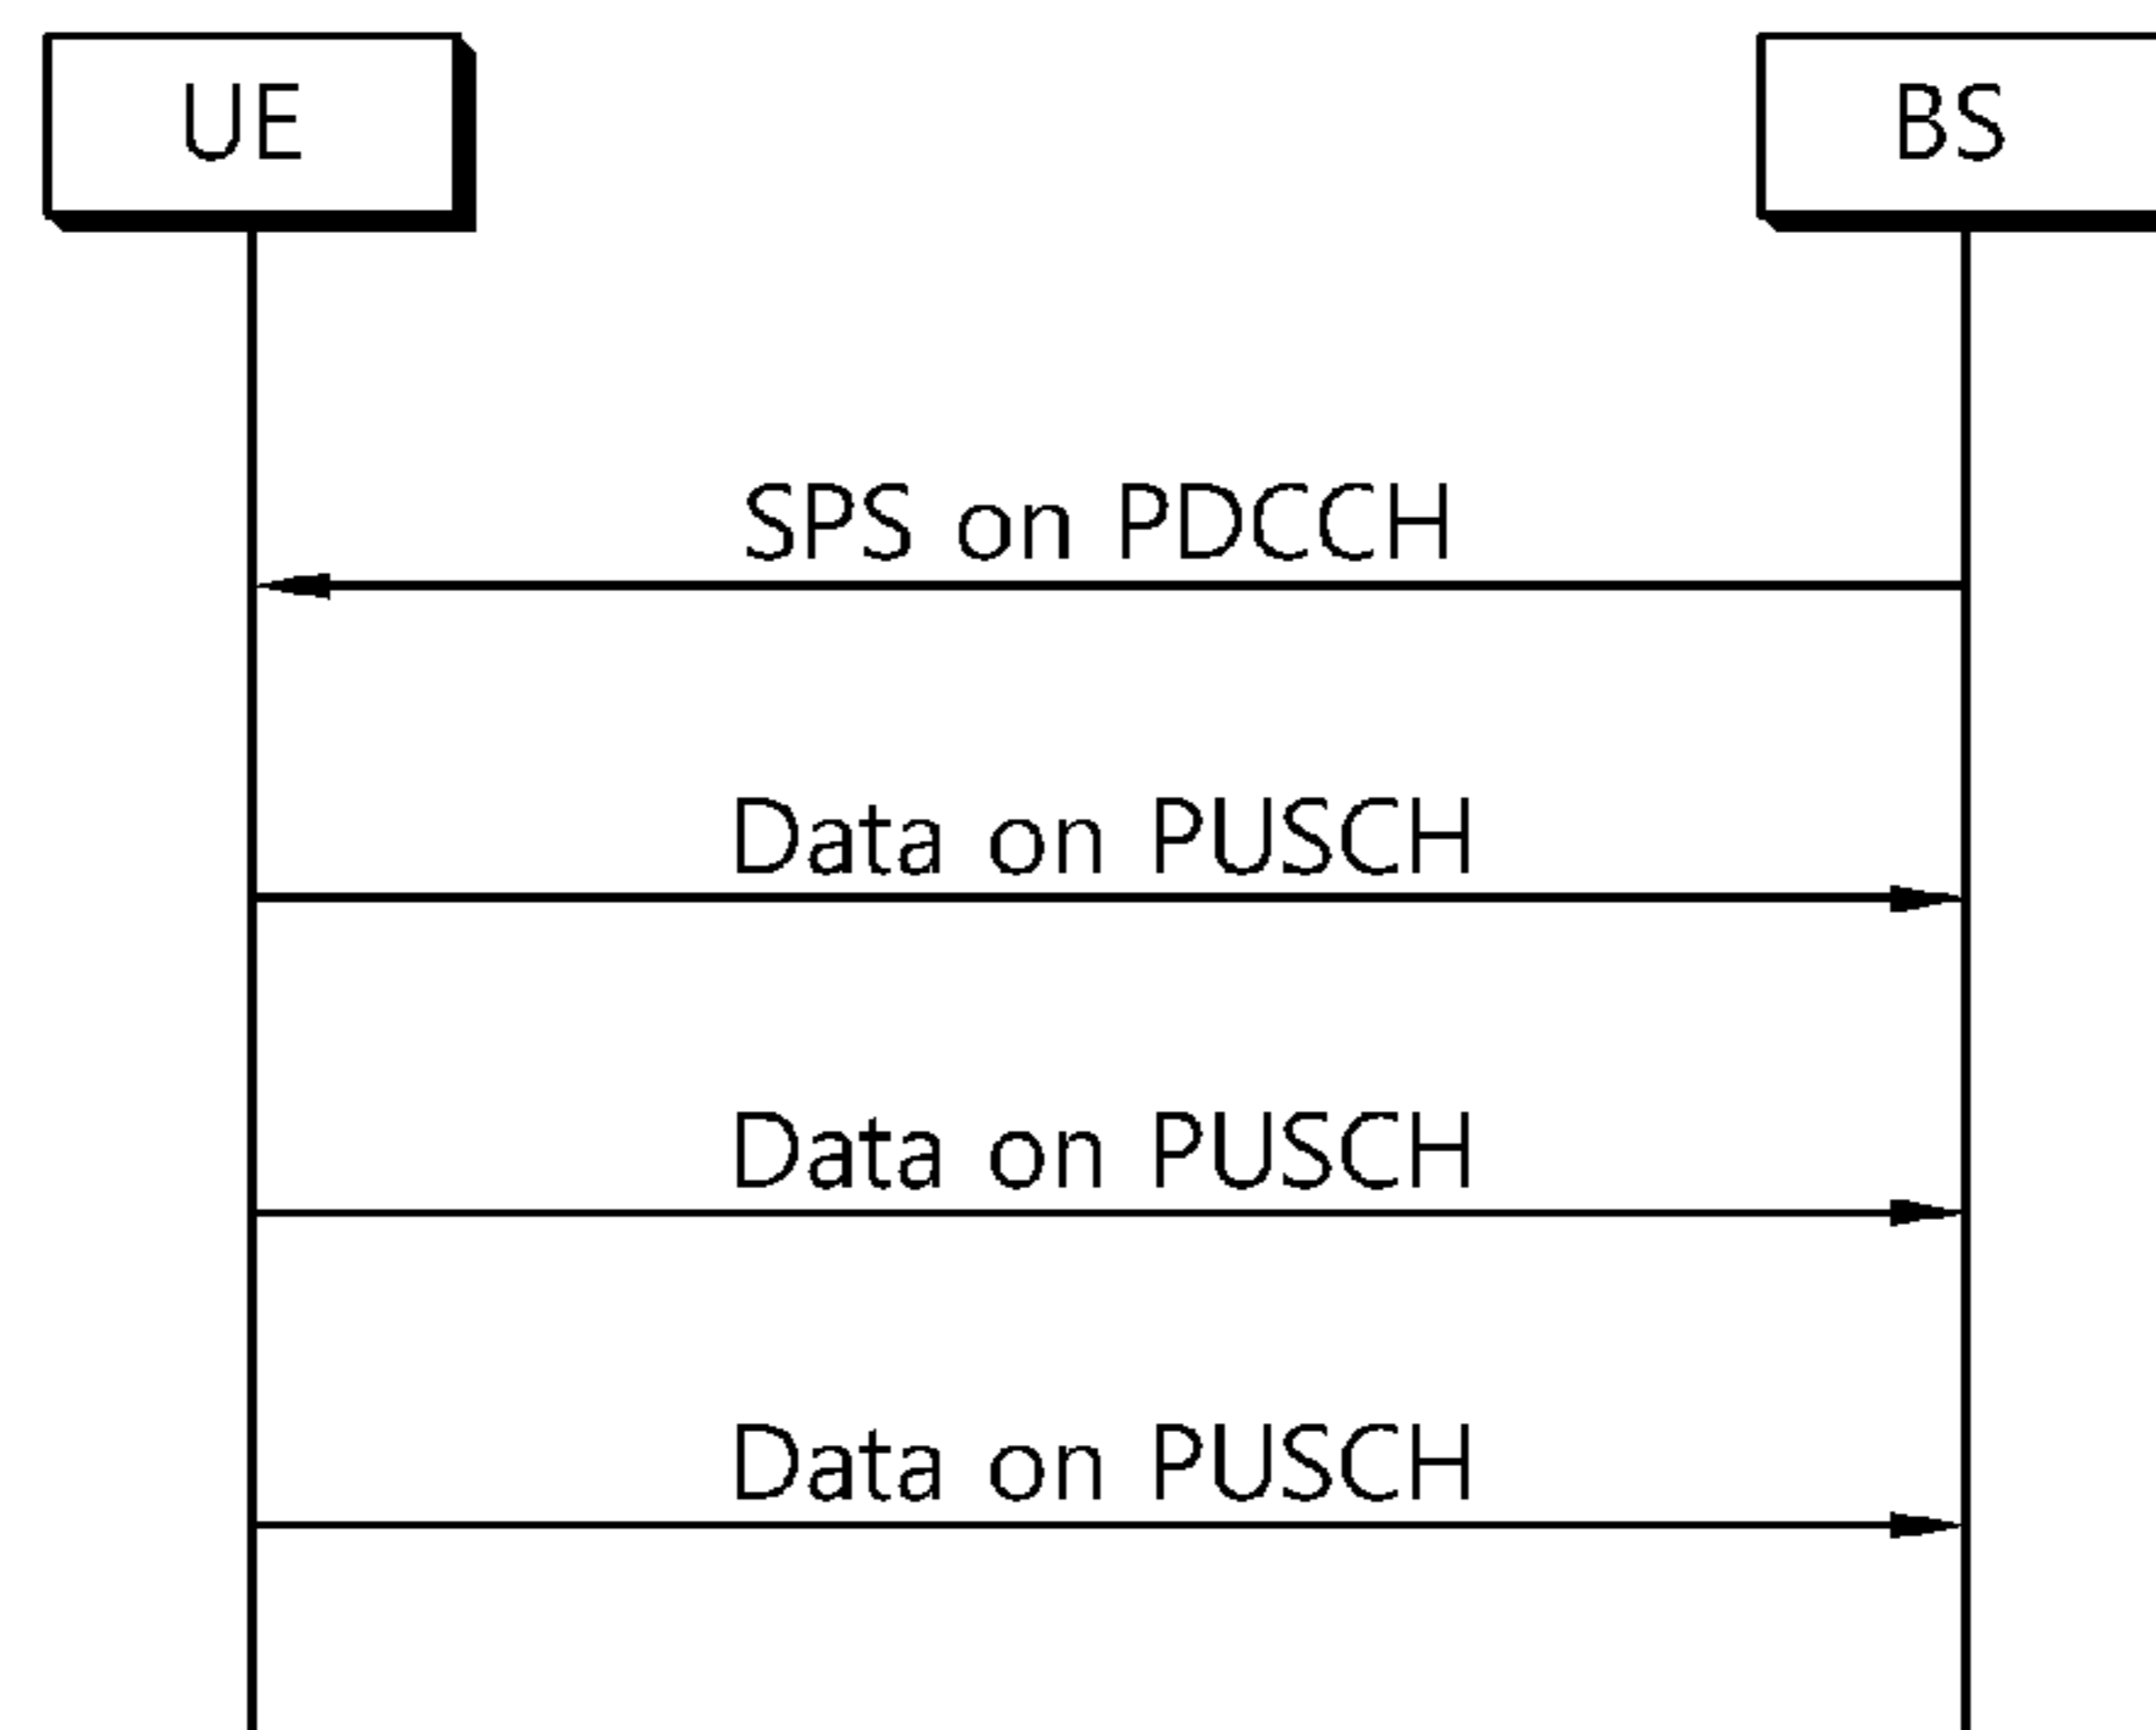 UE
BS
SPS on PDCCH
Data on PUSCH
Data on PUSCH
Data on PUSCH